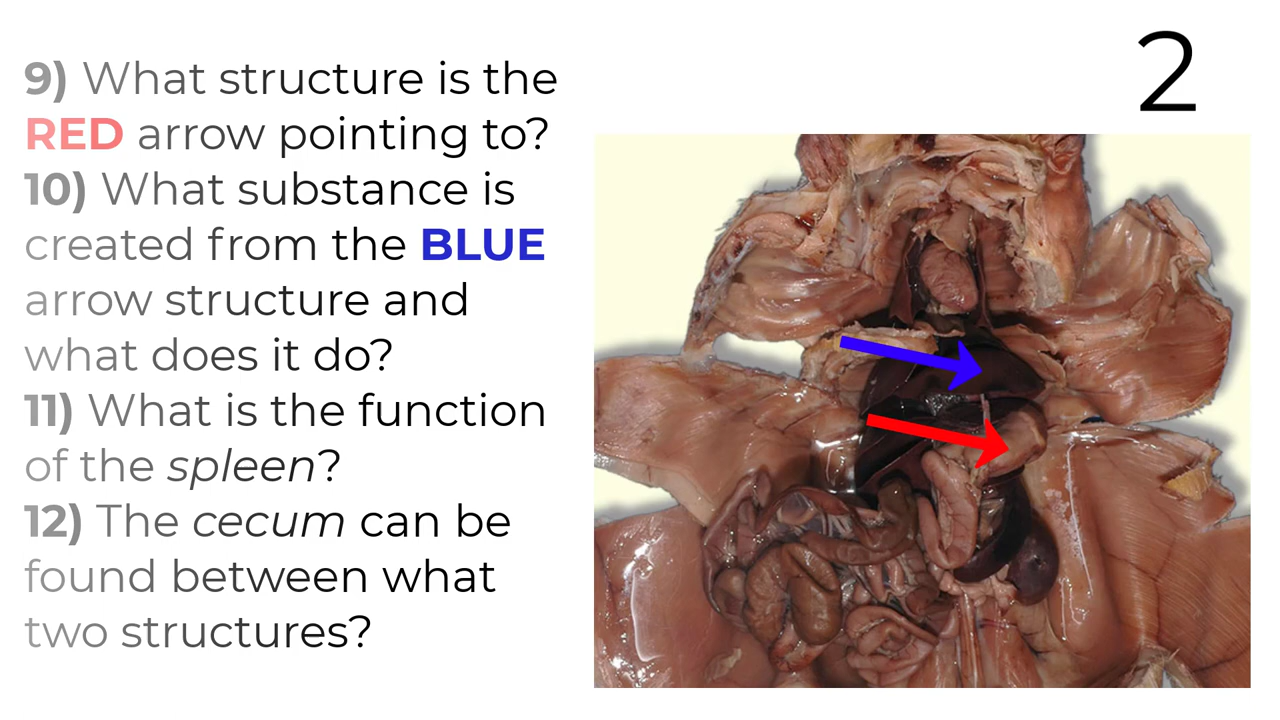 2
9) What structure is the
RED arrow pointing to?
10) What substance is
created from the BLUE
arrow structure and
what does it do?
11) What is the function
of the spleen?
12) The cecum can be
found between what
two structures?